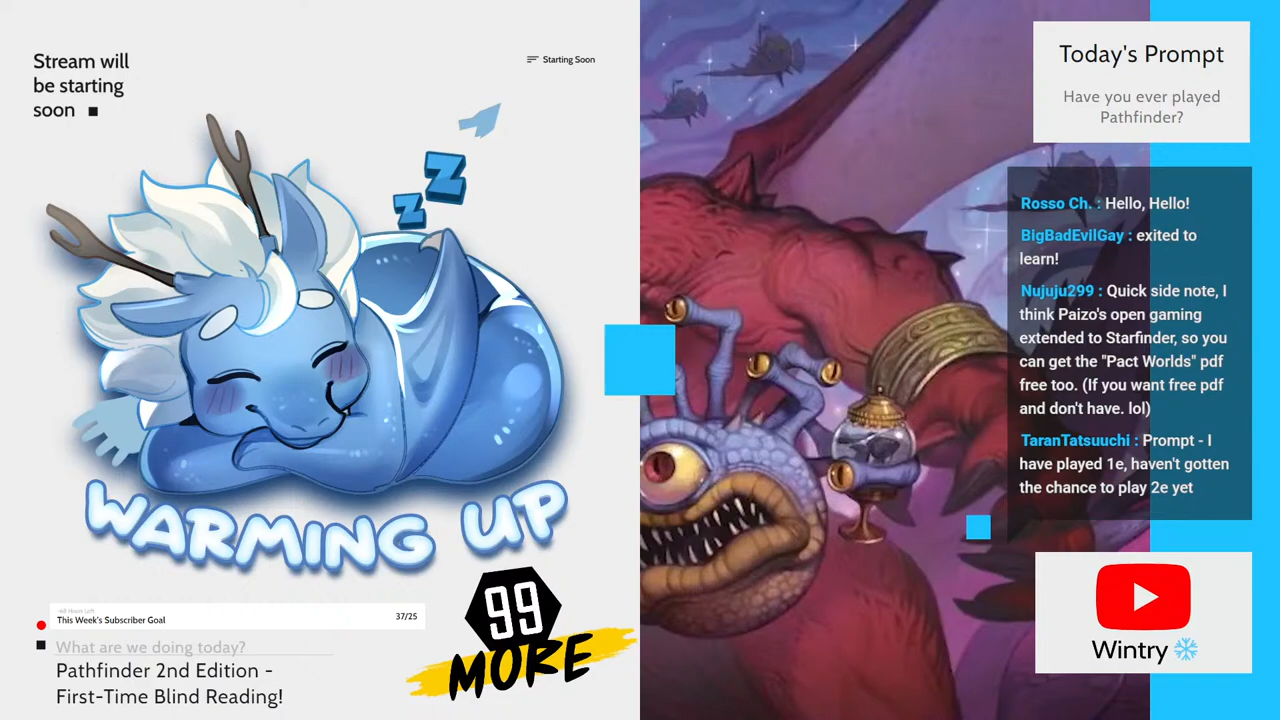 Stream will
be starting
soon
Starting Soon
Z
Z
WARMING UP
-68 Hours Left
This Week's Subscriber Goal
37/25
What are we doing today?
Pathfinder 2nd Edition -
First-Time Blind Reading!
99
MORE
Today's Prompt
Have you ever played
Pathfinder?
Rosso Ch. : Hello, Hello!
BigBadEvilGay : exited to
learn!
Nujuju299 : Quick side note, I
think Paizo's open gaming
extended to Starfinder, so you
can get the "Pact Worlds" pdf
free too. (If you want free pdf
and don't have. lol)
TaranTatsuuchi : Prompt - I
have played 1e, haven't gotten
the chance to play 2e yet
Wintry